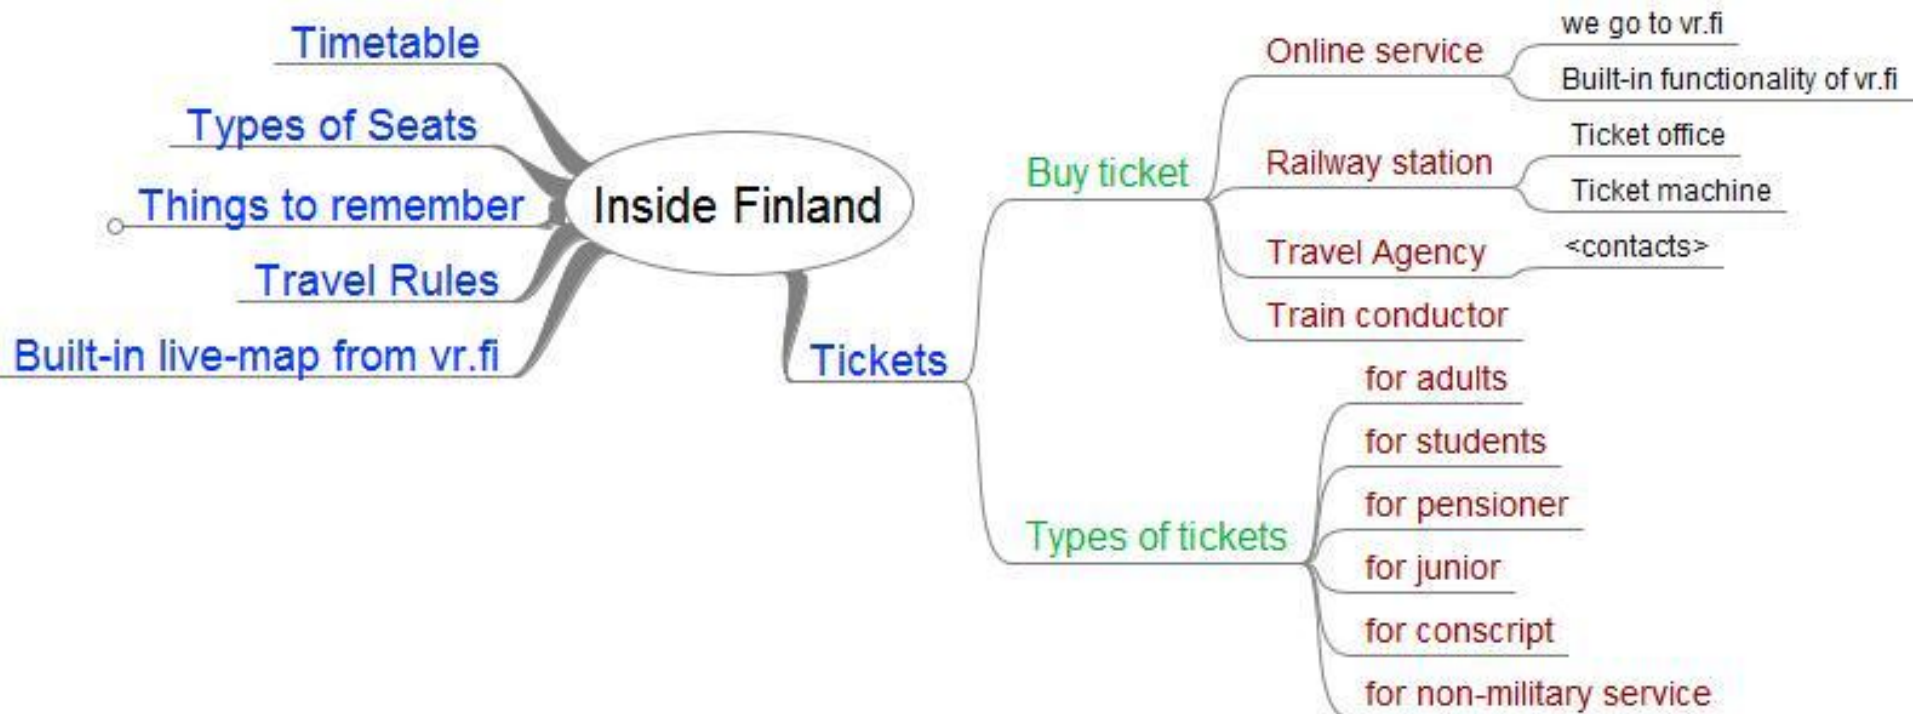 Timetable
Types of Seats
Things to remember
Travel Rules
Built-in live-map from vr.fi
Inside Finland
Tickets
Buy ticket
Online service
we go to vr.fi
Built-in functionality of vr.fi
Railway station
Ticket office
Ticket machine
Travel Agency
<contacts>
Train conductor
Types of tickets
for adults
for students
for pensioner
for junior
for conscript
for non-military service